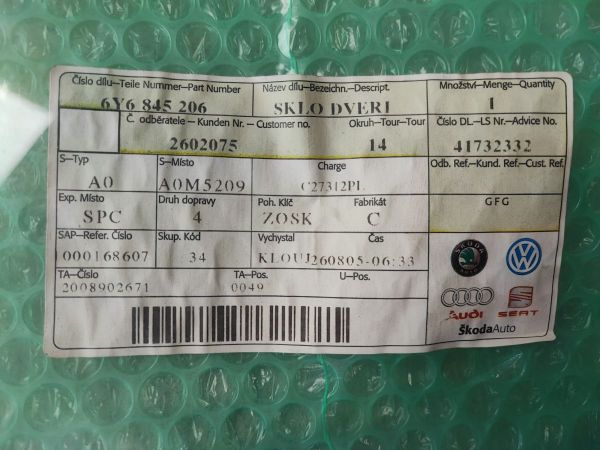 Číslo dílu—Teile Nummer—Part Number Název dílu—Bezeichn.—Descript. Množství—Menge—Quantity
6Y6 845 206 SKLO DVERI 1
Č. odběratele—Kunden Nr.—Customer no. Okruh—Tour—Tour Číslo DL—LS Nr.—Advice No.
2602075 14 41732332
S—Typ S—Místo Charge Odb. Ref.—Kund. Ref.—Cust. Ref.
A0 A0M5209 C27312PL
Exp. Místo Druh dopravy Poh. Klíč Fabrikát GFG
SPC 4 ZOSK C
SAP—Refer. Číslo Skup. Kód Vychystal Čas
000168607 34 KLOUJ260805-06:33
TA—Číslo TA—Pos. U—Pos.
2008902671 0049
ŠKODA
AUTO
Audi SEAT
ŠkodaAuto